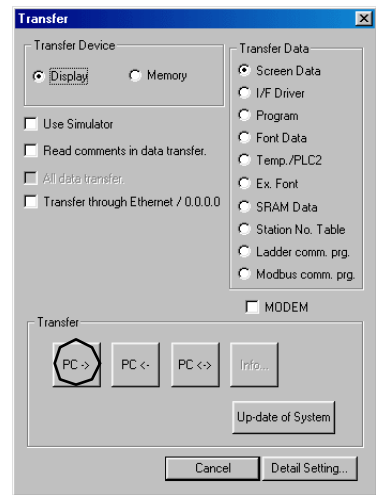 Transfer
Transfer Device
Display
Memory
Use Simulator
Read comments in data transfer.
All data transfer.
Transfer through Ethernet / 0.0.0.0
Transfer Data
Screen Data
I/F Driver
Program
Font Data
Temp./PLC2
Ex. Font
SRAM Data
Station No. Table
Ladder comm. prg.
Modbus comm. prg.
MODEM
Transfer
PC ->
PC <-
PC <->
Info...
Up-date of System
Cancel
Detail Setting...